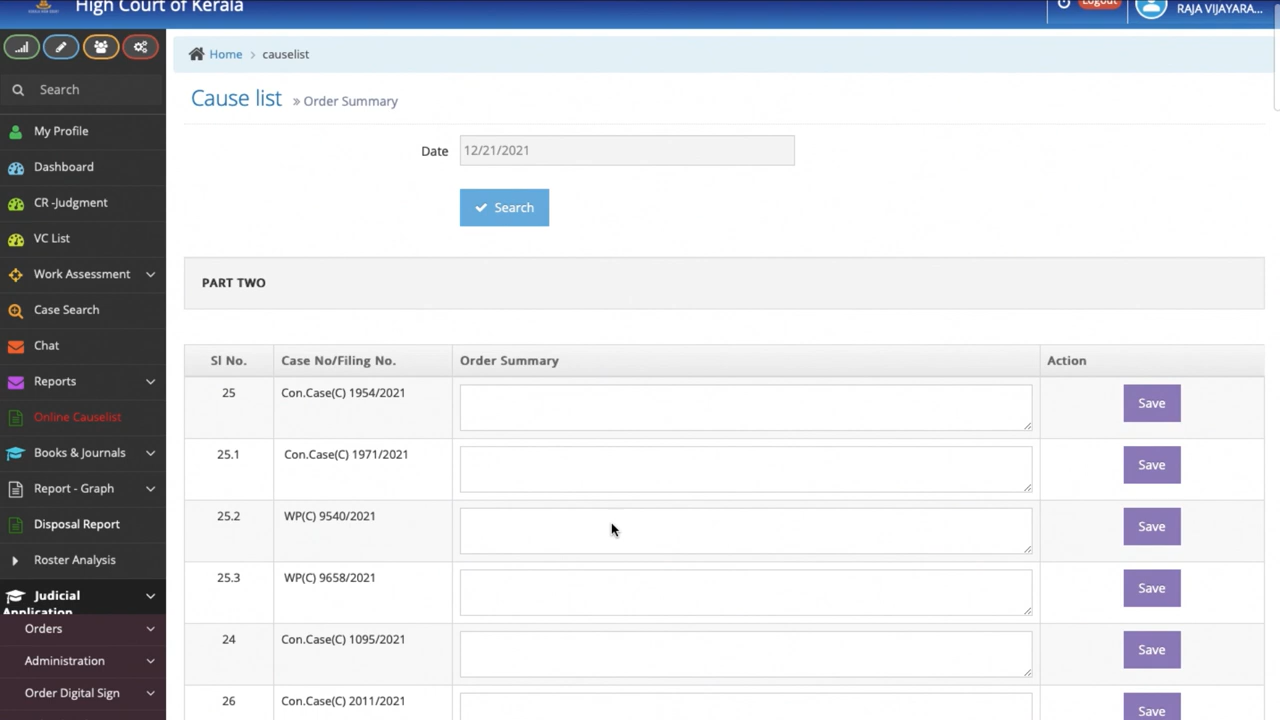 High Court of Kerala
Logout
RAJA VIJAYARA...
Search
My Profile
Dashboard
CR -Judgment
VC List
Work Assessment
Case Search
Chat
Reports
Online Causelist
Books & Journals
Report - Graph
Disposal Report
Roster Analysis
Judicial
Application
Orders
Administration
Order Digital Sign
Home > causelist
Cause list » Order Summary
Date 12/21/2021
Search
PART TWO
Sl No. Case No/Filing No. Order Summary Action
25 Con.Case(C) 1954/2021 Save
25.1 Con.Case(C) 1971/2021 Save
25.2 WP(C) 9540/2021 Save
25.3 WP(C) 9658/2021 Save
24 Con.Case(C) 1095/2021 Save
26 Con.Case(C) 2011/2021 Save